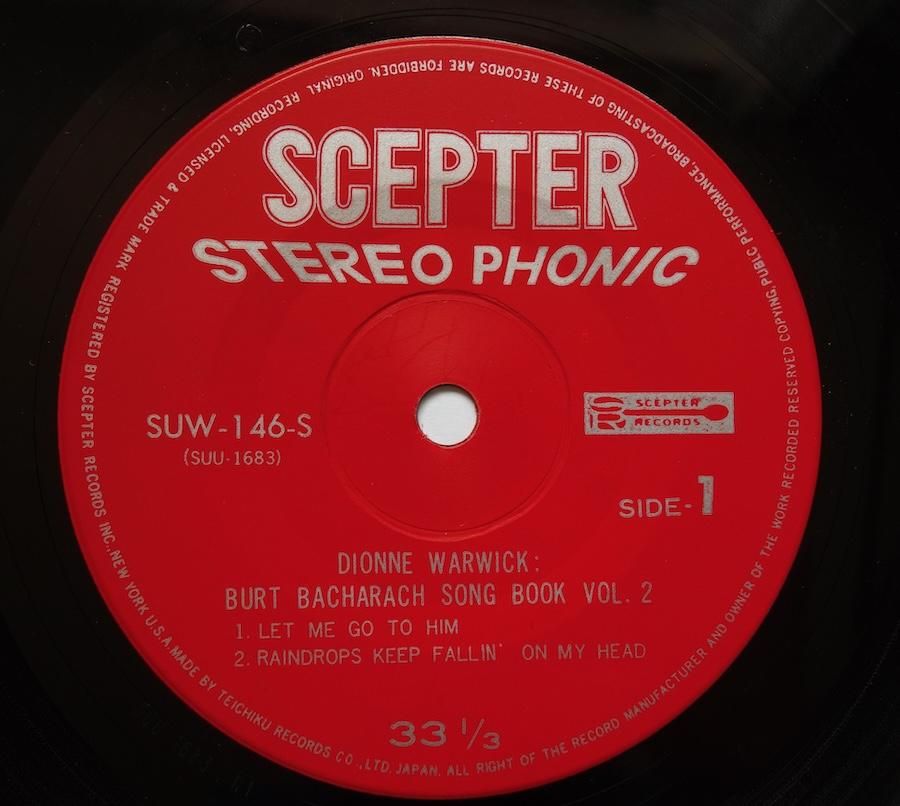 SCEPTER
STEREO PHONIC
SUW-146-S
(SUU-1683)
SR SCEPTER
RECORDS
SIDE-1
DIONNE WARWICK:
BURT BACHARACH SONG BOOK VOL. 2
1. LET ME GO TO HIM
2. RAINDROPS KEEP FALLIN' ON MY HEAD
33 1/3
ORIGINAL RECORDING, LICENSED & TRADE MARK REGISTERED BY SCEPTER RECORDS INC., NEW YORK U.S.A. MADE BY TEICHIKU RECORDS CO., LTD. JAPAN. ALL RIGHT OF THE RECORD MANUFACTURER AND OWNER OF THE WORK RECORDED RESERVED COPYING, PUBLIC PERFORMANCE, BROADCASTING OF THESE RECORDS ARE FORBIDDEN.